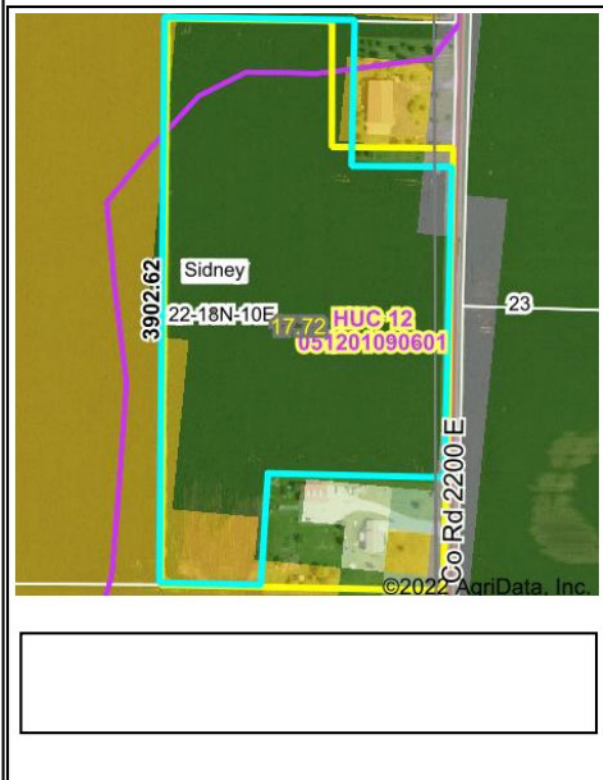 Sidney
3902.62
22-18N-10E
17.72
HUC 12
051201090601
23
Co Rd 2200 E
©2022 AgriData, Inc.